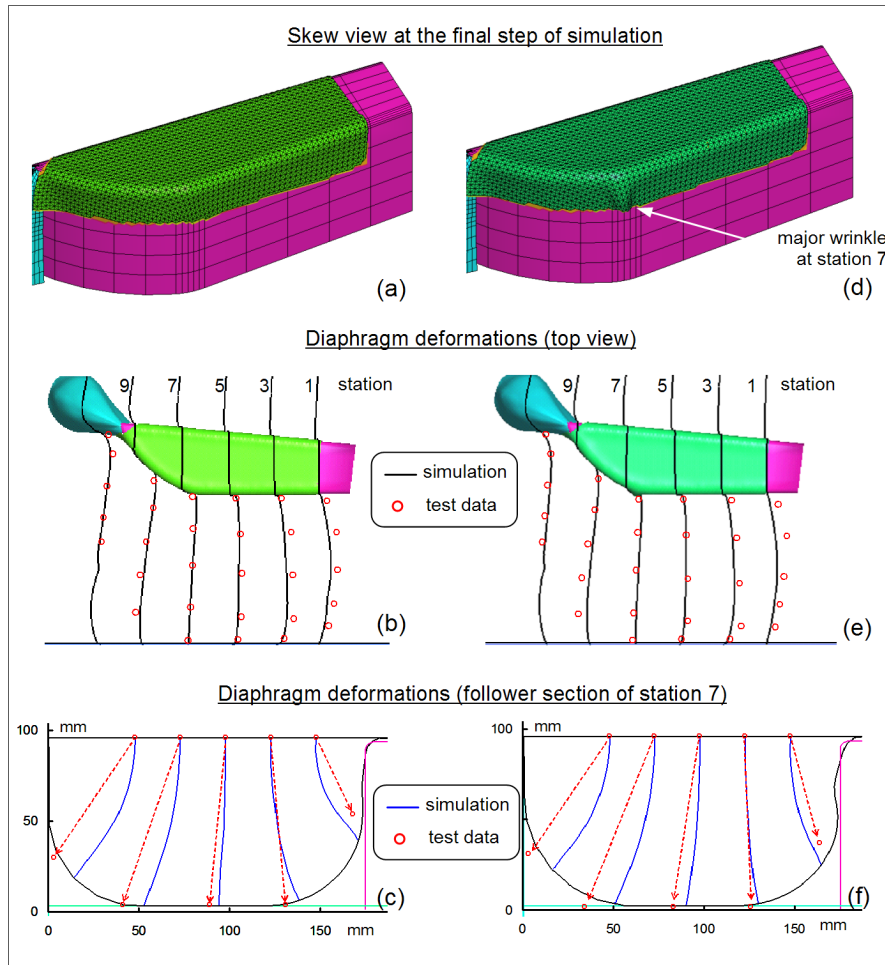 Skew view at the final step of simulation
major wrinkle
at station 7
(a)
(d)
Diaphragm deformations (top view)
9 7 5 3 1 station
9 7 5 3 1 station
simulation
test data
(b)
(e)
Diaphragm deformations (follower section of station 7)
100 mm
100 mm
simulation
test data
50
50
(c)
(f)
0
0
0 50 100 150 mm
0 50 100 150 mm